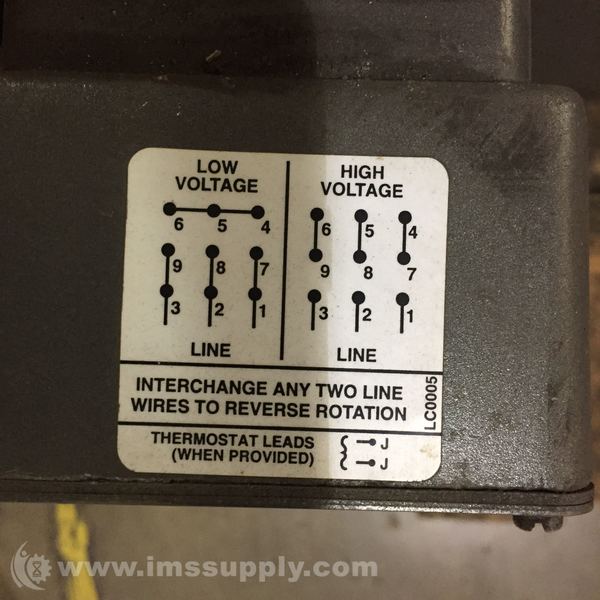 LOW
VOLTAGE
6 5 4
9 8 7
3 2 1
LINE
HIGH
VOLTAGE
6 5 4
9 8 7
3 2 1
LINE
INTERCHANGE ANY TWO LINE
WIRES TO REVERSE ROTATION
LC0005
THERMOSTAT LEADS
(WHEN PROVIDED)
J
J
www.imssupply.com